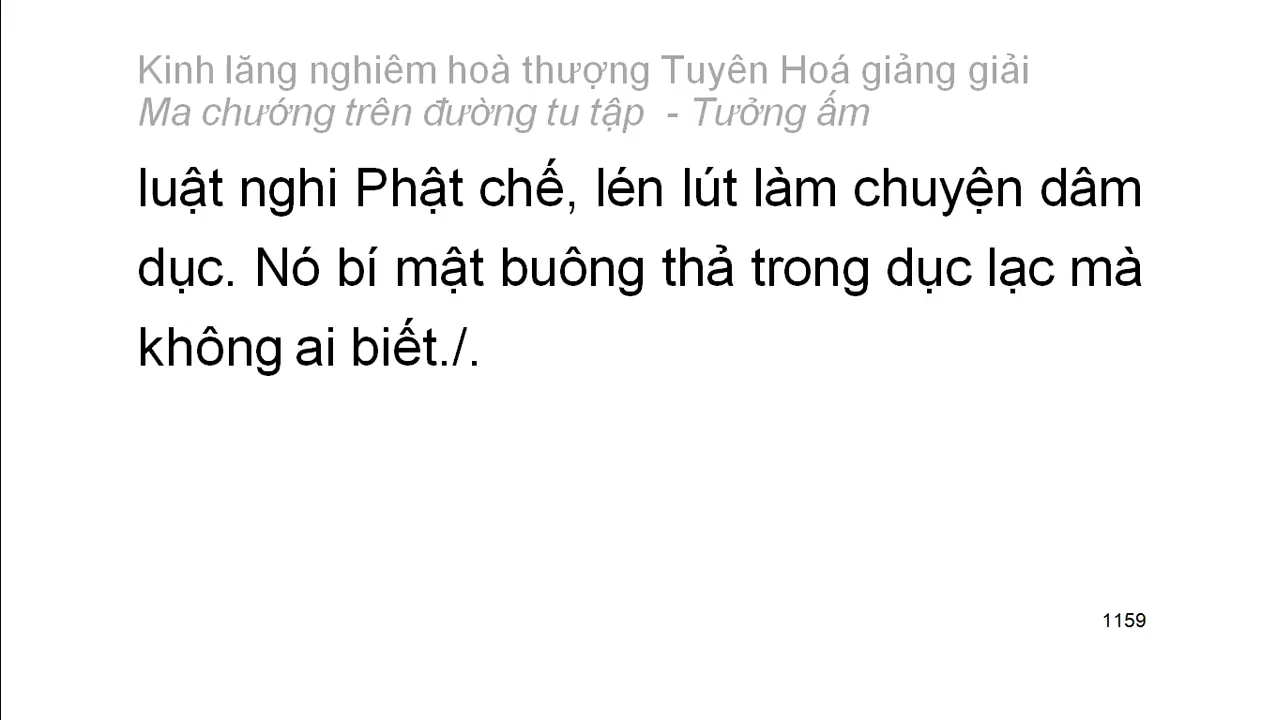 Kinh lăng nghiêm hoà thượng Tuyên Hoá giảng giải
Ma chướng trên đường tu tập - Tưởng ấm
luật nghi Phật chế, lén lút làm chuyện dâm
dục. Nó bí mật buông thả trong dục lạc mà
không ai biết./.
1159